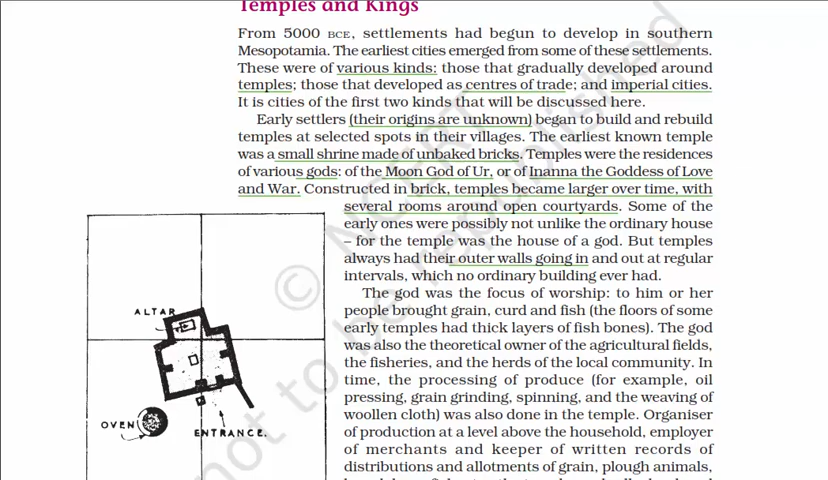 Temples and Kings
From 5000 BCE, settlements had begun to develop in southern
Mesopotamia. The earliest cities emerged from some of these settlements.
These were of various kinds: those that gradually developed around
temples; those that developed as centres of trade; and imperial cities.
It is cities of the first two kinds that will be discussed here.
Early settlers (their origins are unknown) began to build and rebuild
temples at selected spots in their villages. The earliest known temple
was a small shrine made of unbaked bricks. Temples were the residences
of various gods: of the Moon God of Ur, or of Inanna the Goddess of Love
and War. Constructed in brick, temples became larger over time, with
several rooms around open courtyards. Some of the
early ones were possibly not unlike the ordinary house
– for the temple was the house of a god. But temples
always had their outer walls going in and out at regular
intervals, which no ordinary building ever had.
The god was the focus of worship: to him or her
people brought grain, curd and fish (the floors of some
early temples had thick layers of fish bones). The god
was also the theoretical owner of the agricultural fields,
the fisheries, and the herds of the local community. In
time, the processing of produce (for example, oil
pressing, grain grinding, spinning, and the weaving of
woollen cloth) was also done in the temple. Organiser
of production at a level above the household, employer
of merchants and keeper of written records of
distributions and allotments of grain, plough animals,
ALTAR
OVEN
ENTRANCE.
© NCERT
not to be republished